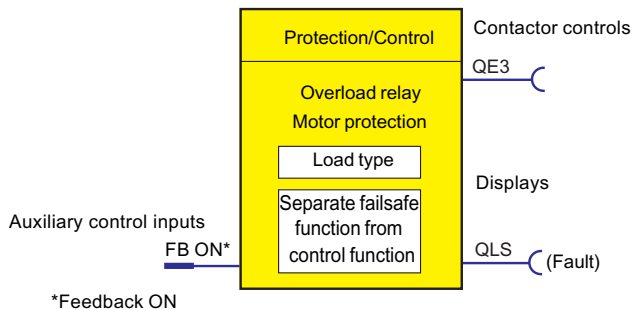 Protection/Control
Contactor controls
QE3
Overload relay
Motor protection
Load type
Displays
Separate failsafe
function from
control function
Auxiliary control inputs
FB ON*
QLS
(Fault)
*Feedback ON